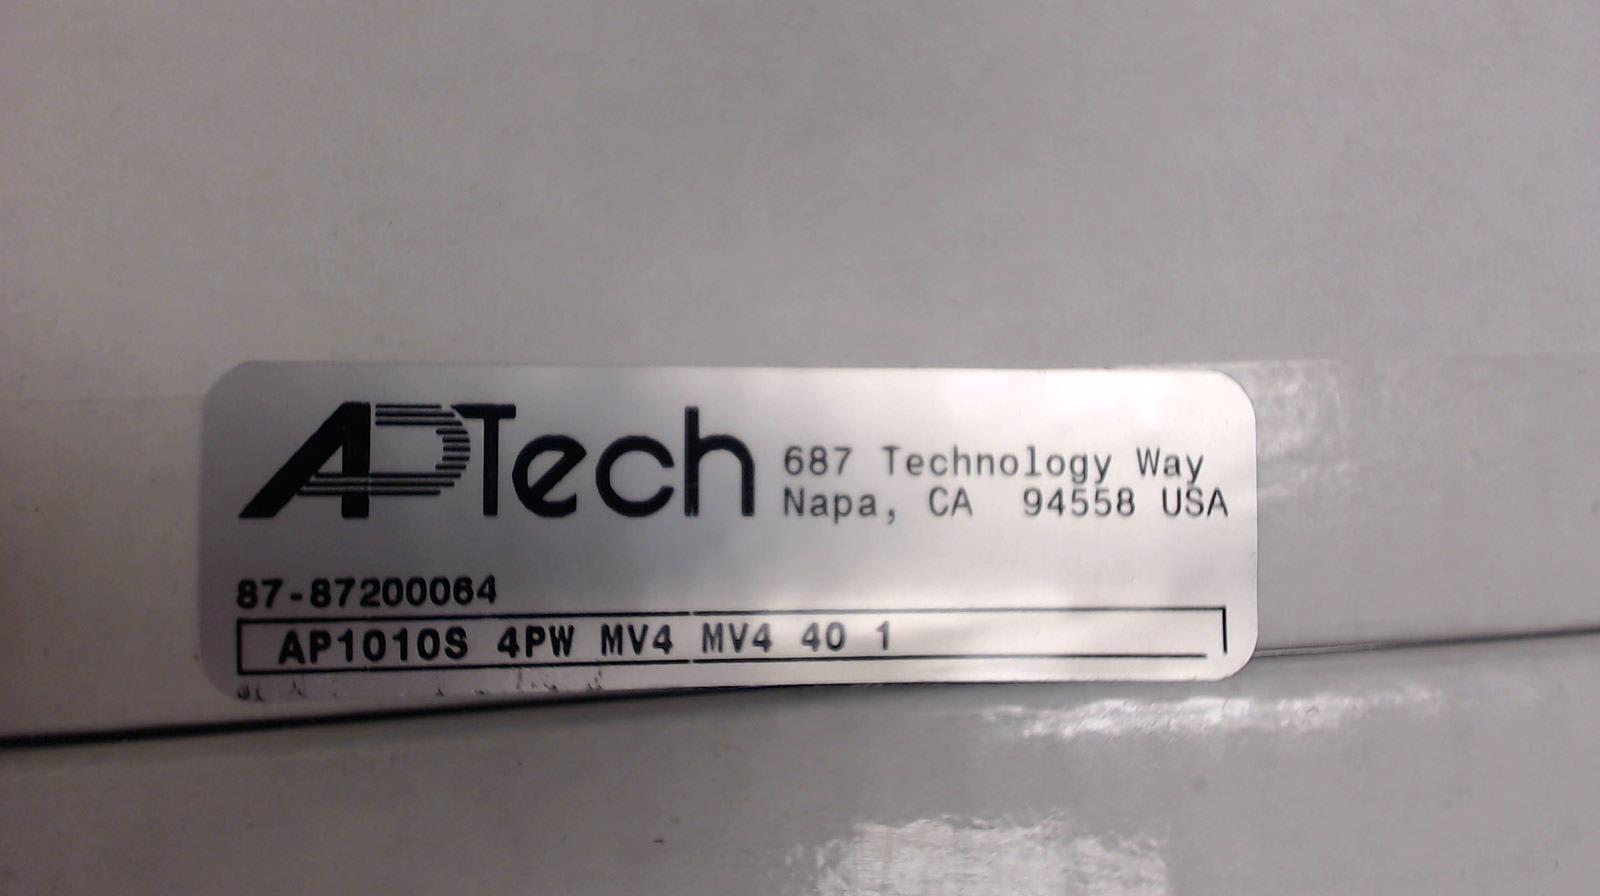 APTech
687 Technology Way
Napa, CA 94558 USA
87-87200064
AP1010S 4PW MV4 MV4 40 1